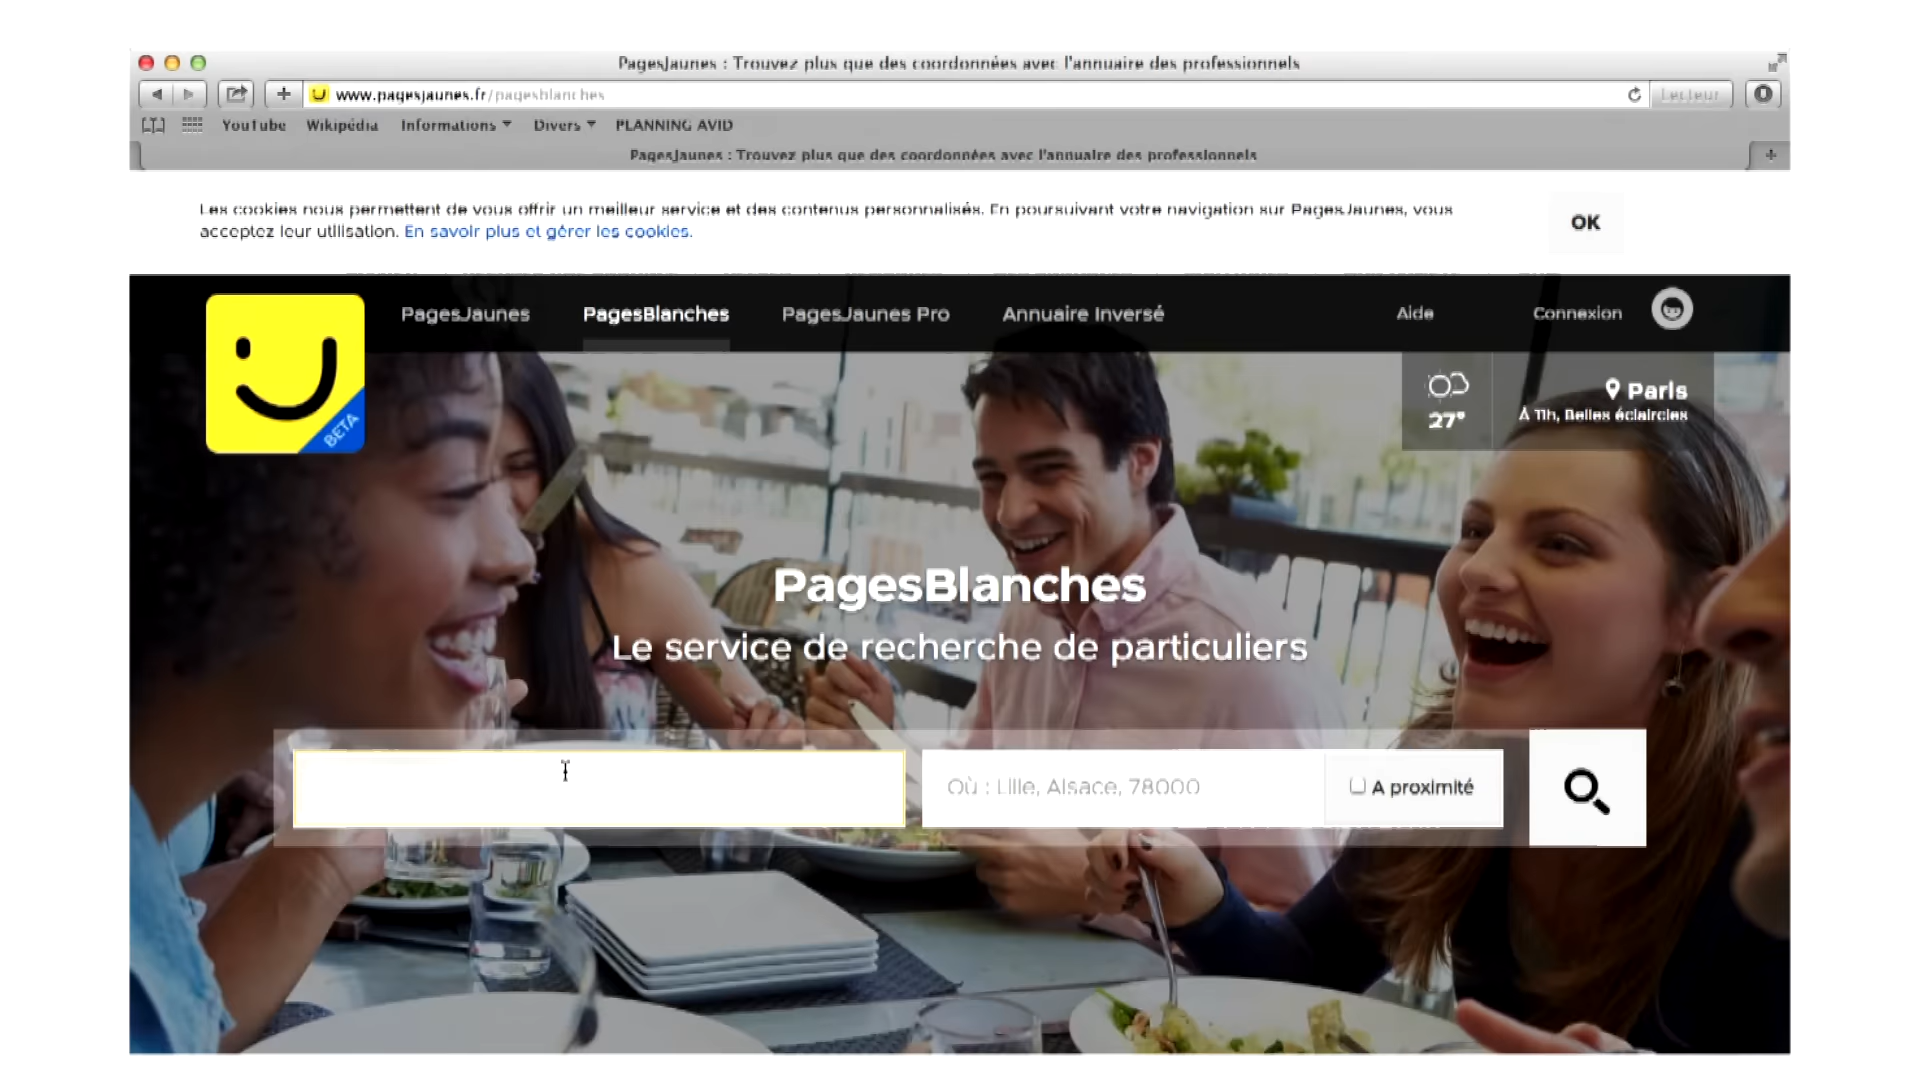 PagesJaunes : Trouvez plus que des coordonnées avec l'annuaire des professionnels
www.pagesjaunes.fr/pagesblanches
Lecteur
YouTube Wikipédia Informations Divers PLANNING AVID
PagesJaunes : Trouvez plus que des coordonnées avec l'annuaire des professionnels
Les cookies nous permettent de vous offrir un meilleur service et des contenus personnalisés. En poursuivant votre navigation sur PagesJaunes, vous
acceptez leur utilisation. En savoir plus et gérer les cookies.
OK
PagesJaunes PagesBlanches PagesJaunes Pro Annuaire Inversé Aide Connexion
BETA
27°
Paris
À 11h, Belles éclaircies
PagesBlanches
Le service de recherche de particuliers
Où : Lille, Alsace, 78000
A proximité